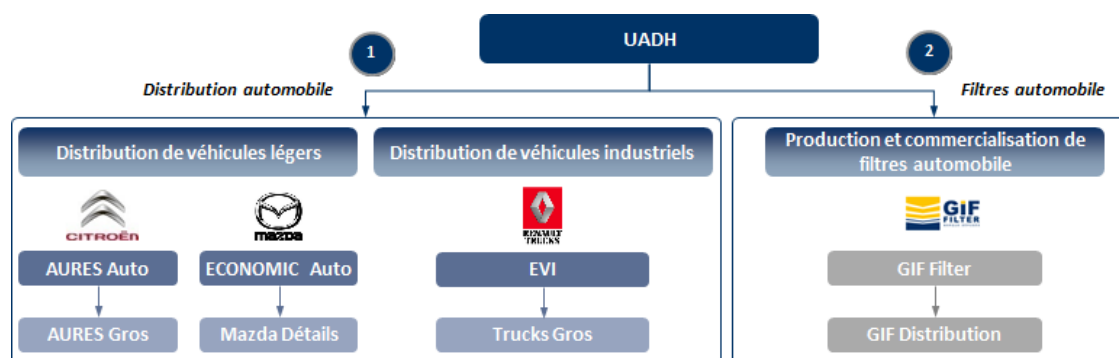 UADH
1
2
Distribution automobile
Filtres automobile
Distribution de véhicules légers
Distribution de véhicules industriels
Production et commercialisation de
filtres automobile
CITROËN
mazda
RENAULT
TRUCKS
GiF
FILTER
AURES Auto
ECONOMIC Auto
EVI
GIF Filter
AURES Gros
Mazda Détails
Trucks Gros
GIF Distribution